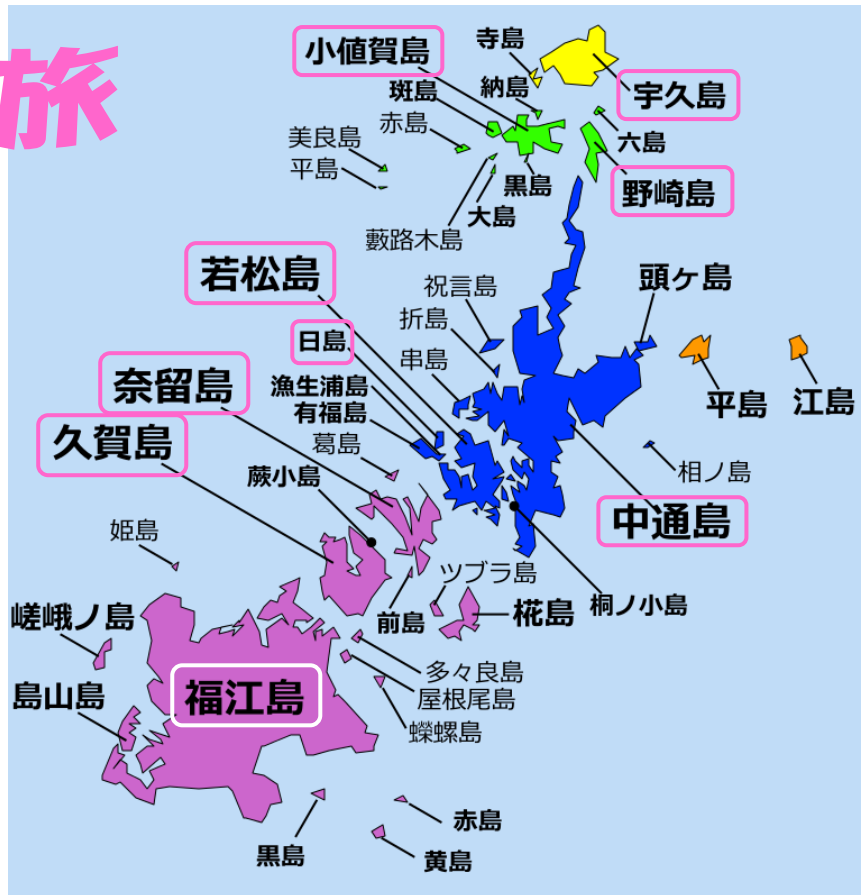 旅
寺島
小値賀島
宇久島
納島
斑島
赤島
六島
美良島
平島
黒島
野崎島
大島
藪路木島
若松島
祝言島
頭ヶ島
折島
日島
串島
奈留島
漁生浦島
有福島
平島
江島
久賀島
葛島
蕨小島
相ノ島
中通島
姫島
ツブラ島
前島
椛島
桐ノ小島
嵯峨ノ島
多々良島
島山島
福江島
屋根尾島
蠑螺島
赤島
黒島
黄島